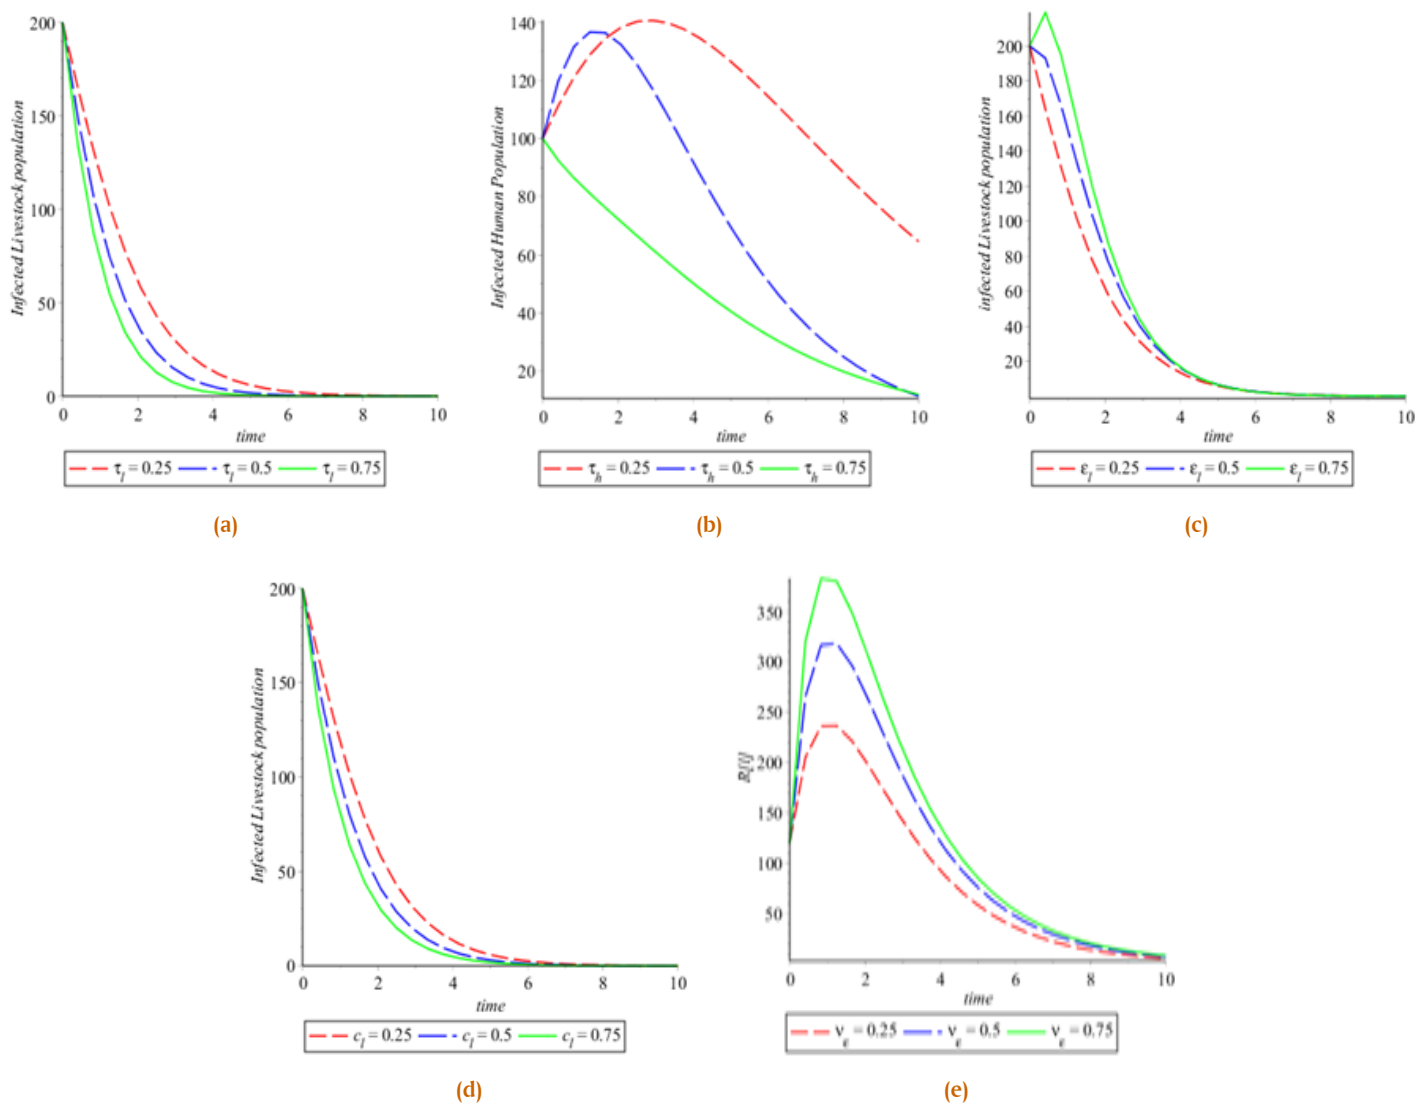 200
150
100
50
0
Infected Livestock population
0 2 4 6 8 10
time
τl = 0.25 τl = 0.5 τl = 0.75
(a)
140
120
100
80
60
40
20
Infected Human Population
0 2 4 6 8 10
time
τh = 0.25 τh = 0.5 τh = 0.75
(b)
200
180
160
140
120
100
80
60
40
20
infected Livestock population
0 2 4 6 8 10
time
εl = 0.25 εl = 0.5 εl = 0.75
(c)
200
150
100
50
0
Infected Livestock population
0 2 4 6 8 10
time
cl = 0.25 cl = 0.5 cl = 0.75
(d)
350
300
250
200
150
100
50
0 2 4 6 8 10
time
νϵ = 0.25 νϵ = 0.5 νϵ = 0.75
(e)